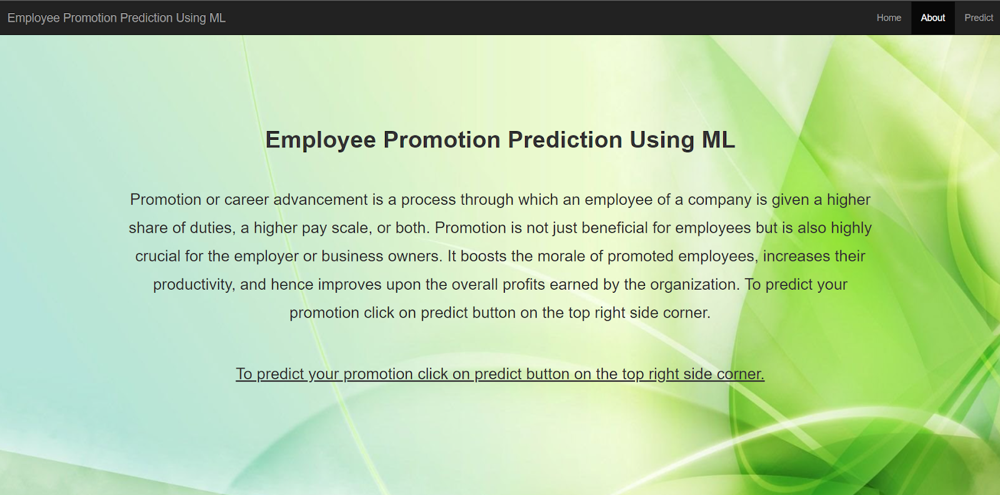 Employee Promotion Prediction Using ML
Home About Predict
Employee Promotion Prediction Using ML
Promotion or career advancement is a process through which an employee of a company is given a higher
share of duties, a higher pay scale, or both. Promotion is not just beneficial for employees but is also highly
crucial for the employer or business owners. It boosts the morale of promoted employees, increases their
productivity, and hence improves upon the overall profits earned by the organization. To predict your
promotion click on predict button on the top right side corner.
To predict your promotion click on predict button on the top right side corner.